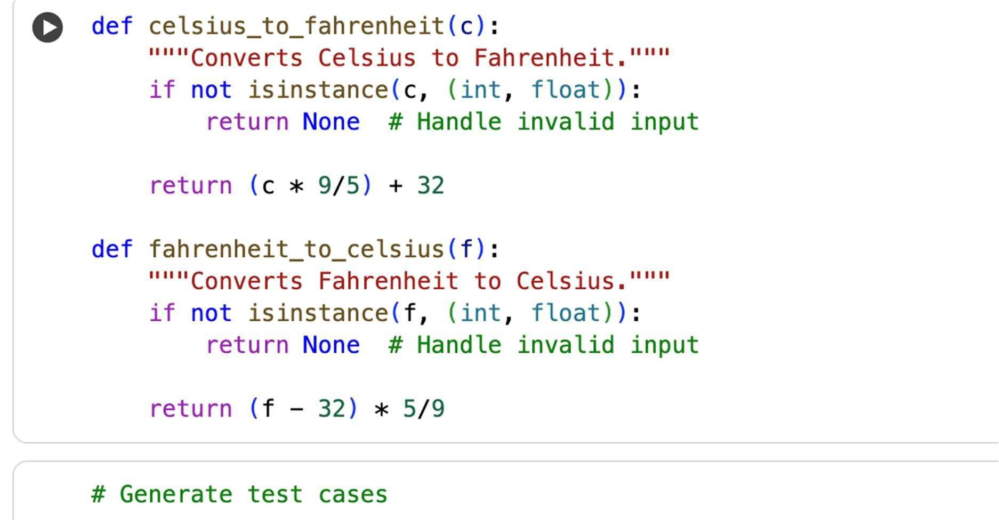 def celsius_to_fahrenheit(c):
    """Converts Celsius to Fahrenheit."""
    if not isinstance(c, (int, float)):
        return None  # Handle invalid input

    return (c * 9/5) + 32

def fahrenheit_to_celsius(f):
    """Converts Fahrenheit to Celsius."""
    if not isinstance(f, (int, float)):
        return None  # Handle invalid input

    return (f - 32) * 5/9

# Generate test cases